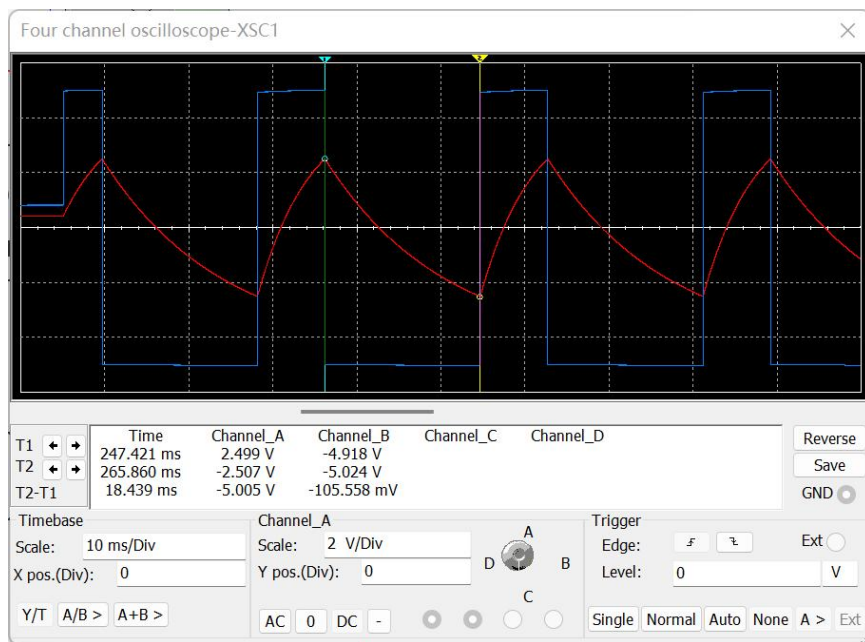 Four channel oscilloscope-XSC1
1 2
Time Channel_A Channel_B Channel_C Channel_D
T1 247.421 ms 2.499 V -4.918 V
T2 265.860 ms -2.507 V -5.024 V
T2-T1 18.439 ms -5.005 V -105.558 mV
Reverse
Save
GND
Timebase
Scale: 10 ms/Div
X pos.(Div): 0
Y/T A/B > A+B >
Channel_A
Scale: 2 V/Div
Y pos.(Div): 0
AC 0 DC -
A
D B
C
Trigger
Edge: Ext
Level: 0 V
Single Normal Auto None A > Ext